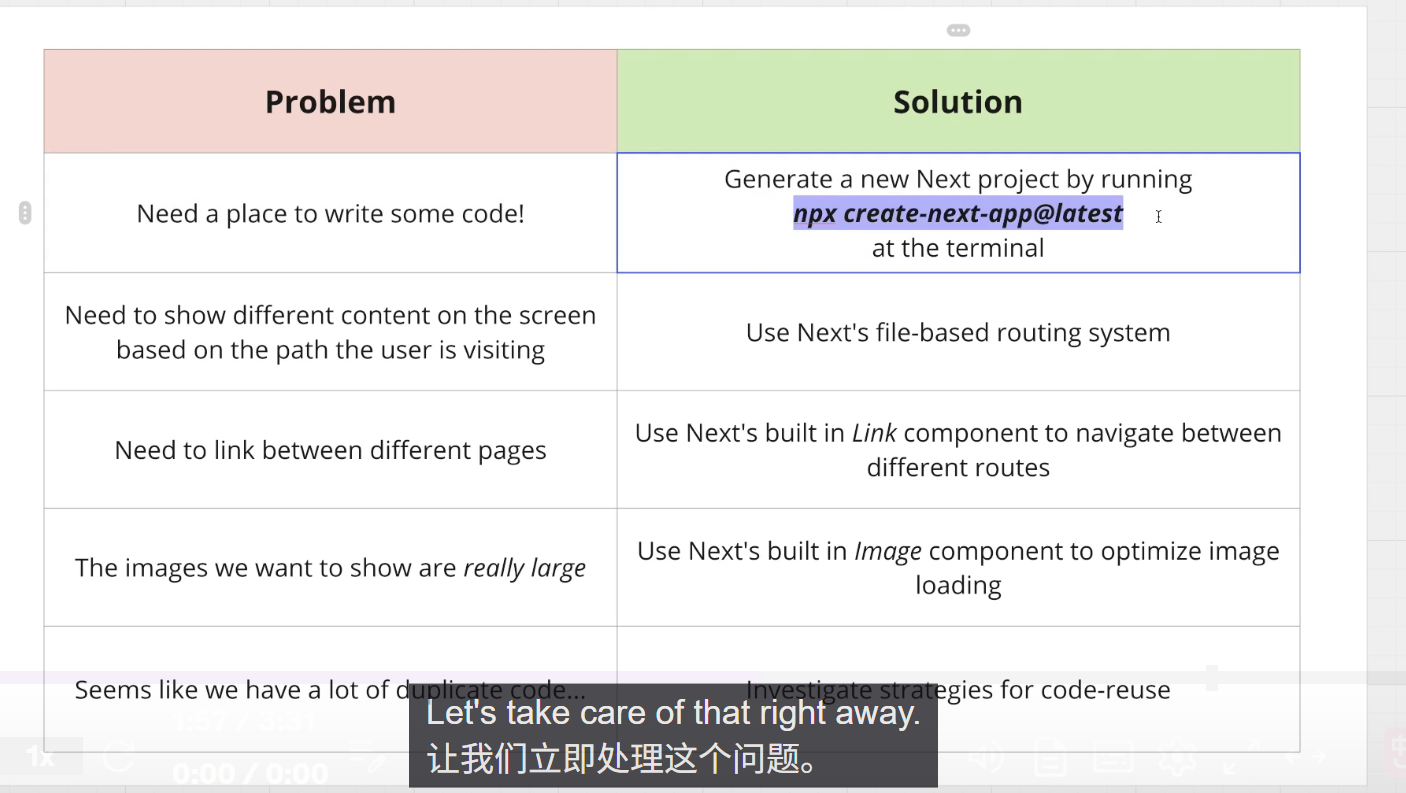 Problem
Solution
Need a place to write some code!
Generate a new Next project by running
npx create-next-app@latest
at the terminal
Need to show different content on the screen
based on the path the user is visiting
Use Next's file-based routing system
Need to link between different pages
Use Next's built in Link component to navigate between
different routes
The images we want to show are really large
Use Next's built in Image component to optimize image
loading
Seems like we have a lot of duplicate code...
Investigate strategies for code-reuse
Let's take care of that right away.
让我们立即处理这个问题。
1:57 / 3:31
1x
0:00 / 0:00